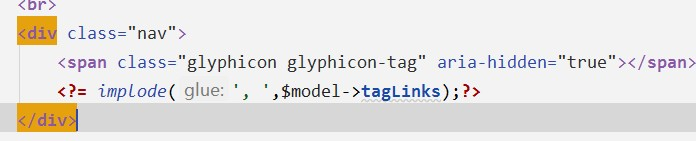 <br>
<div class="nav">
<span class="glyphicon glyphicon-tag" aria-hidden="true"></span>
<?= implode( glue: ', ',$model->tagLinks);?>
</div>